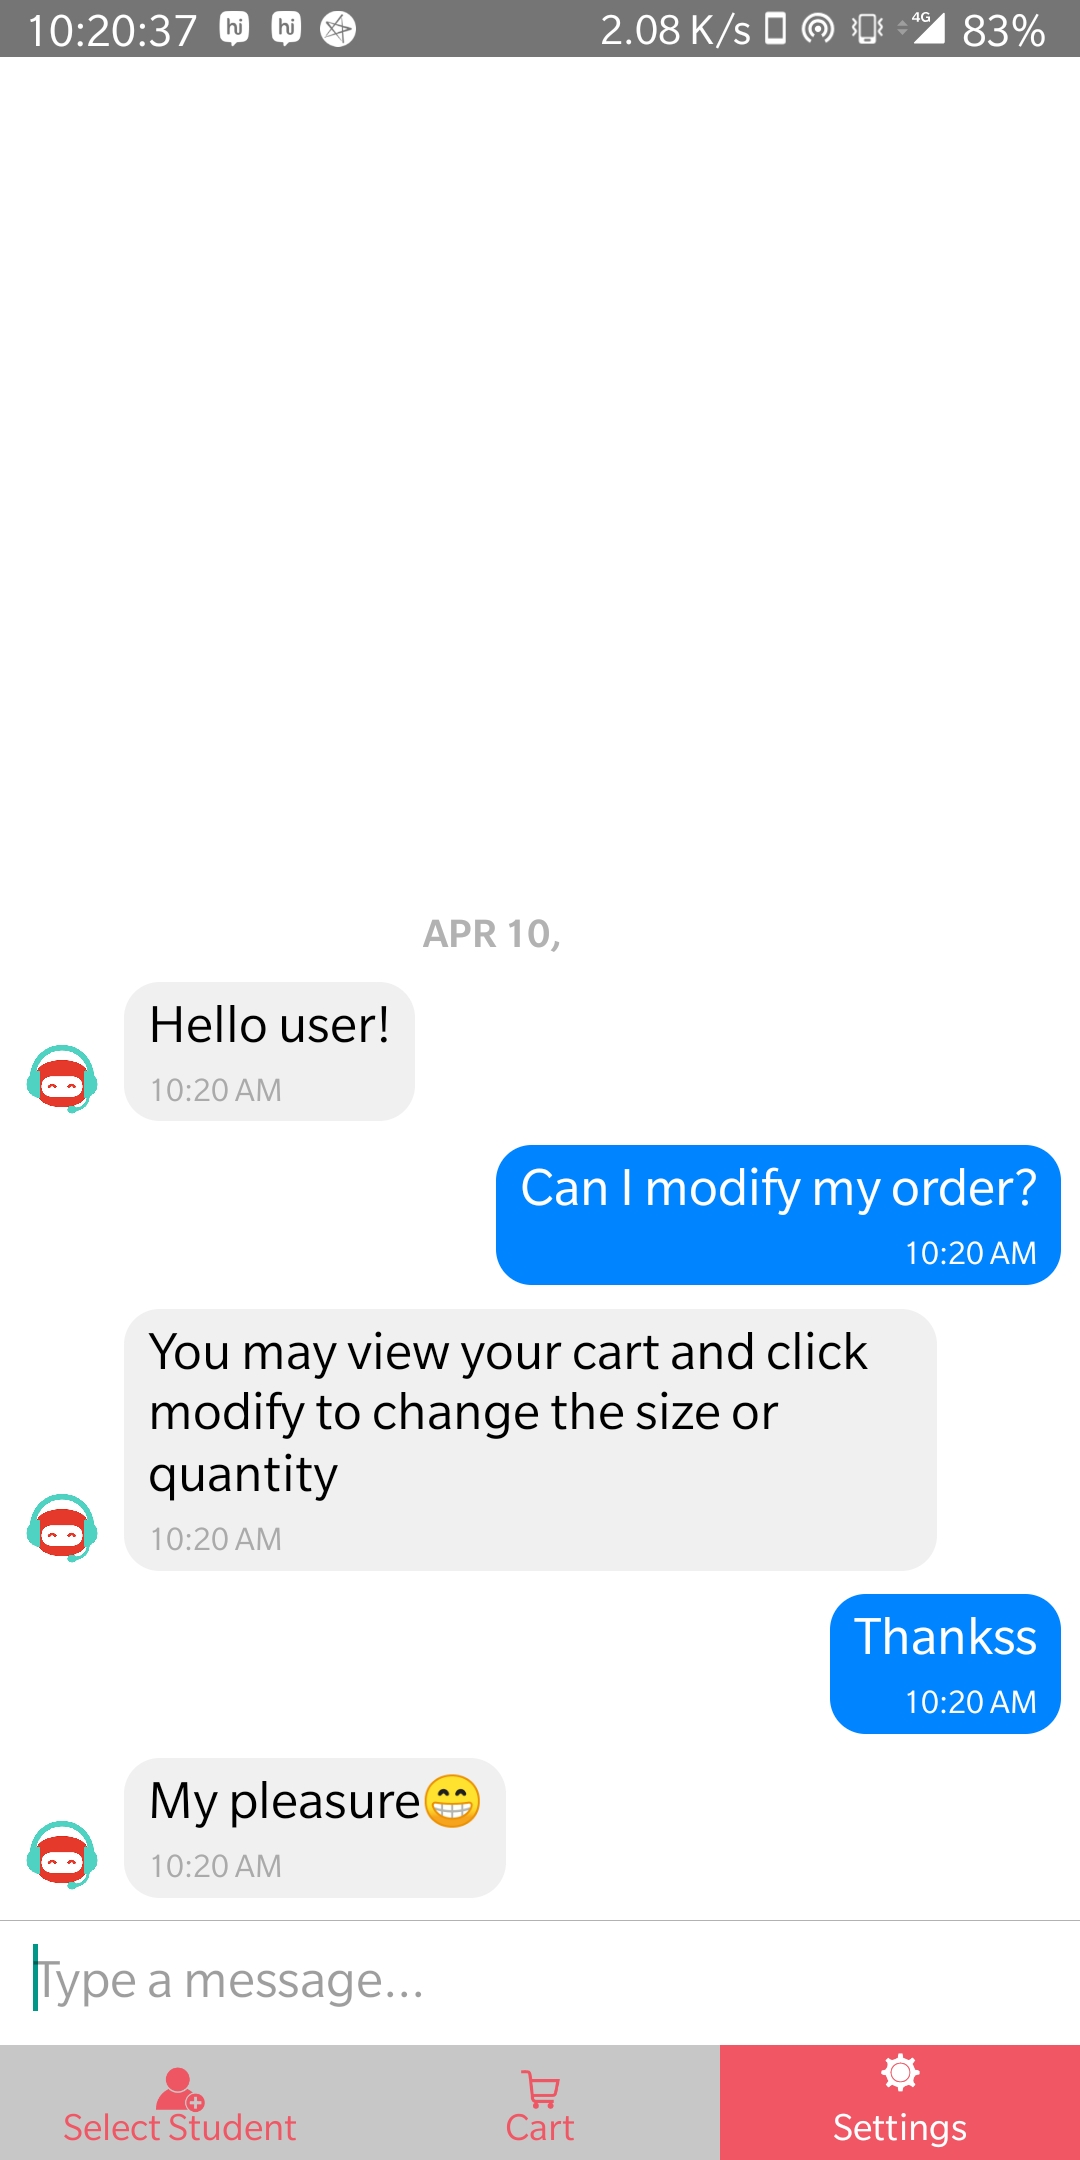 10:20:37 hi hi 2.08 K/s 4G 83%
APR 10,
Hello user!
10:20 AM
Can I modify my order?
10:20 AM
You may view your cart and click
modify to change the size or
quantity
10:20 AM
Thankss
10:20 AM
My pleasure😁
10:20 AM
Type a message...
Select Student Cart Settings